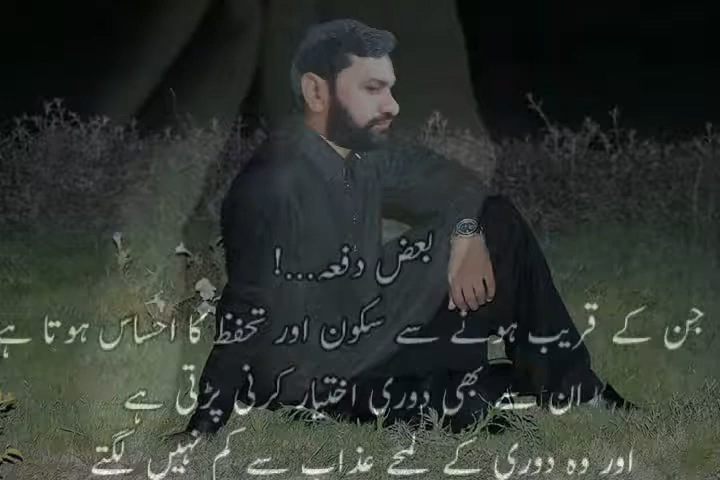 بعض دفعہ...!
جن کے قریب ہونے سے سکون اور تحفظ کا احساس ہوتا ہے
ان سے بھی دوری اختیار کرنی پڑتی ہے
اور وہ دوری کے لمحے عذاب سے کم نہیں لگتے